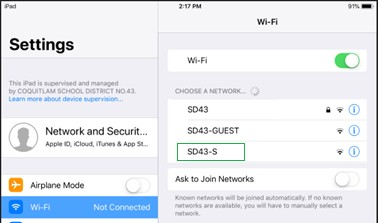 iPad
2:17 PM
91%
Settings
Wi-Fi
This iPad is supervised and managed
by COQUITLAM SCHOOL DISTRICT NO.43.
Learn more about device supervision...
Network and Securit...
Apple ID, iCloud, iTunes & App St...
Airplane Mode
Wi-Fi Not Connected
Wi-Fi
CHOOSE A NETWORK...
SD43
SD43-GUEST
SD43-S
Ask to Join Networks
Known networks will be joined automatically. If no known
networks are available, you will have to manually select a
network.